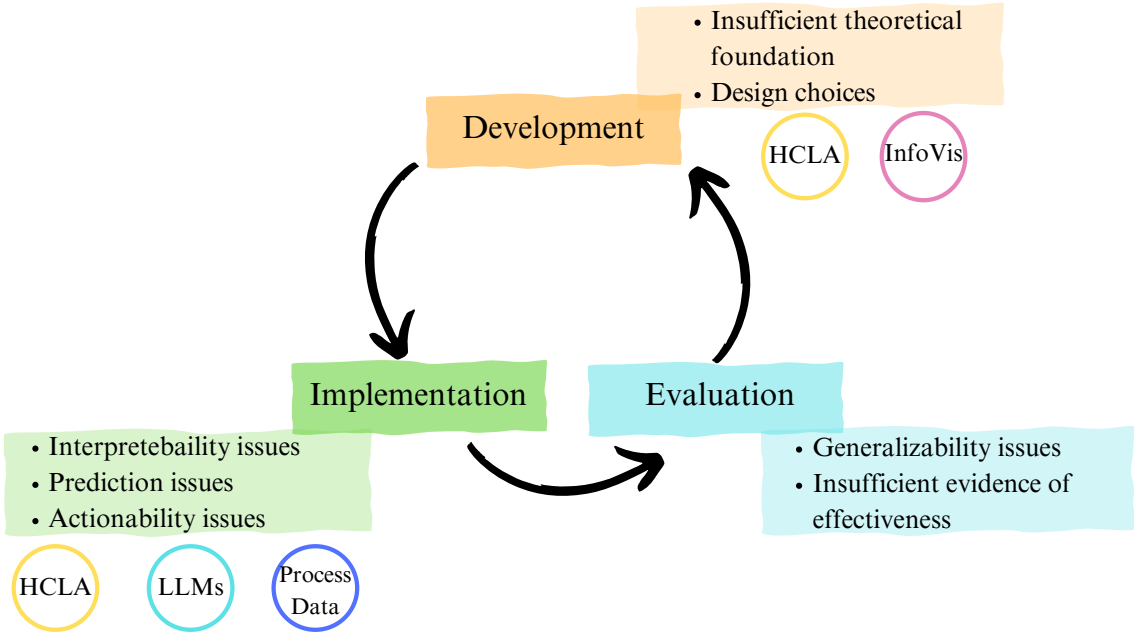 • Insufficient theoretical
foundation
• Design choices
Development
HCLA
InfoVis
Implementation
• Interpretebaility issues
• Prediction issues
• Actionability issues
HCLA
LLMs
Process
Data
Evaluation
• Generalizability issues
• Insufficient evidence of
effectiveness